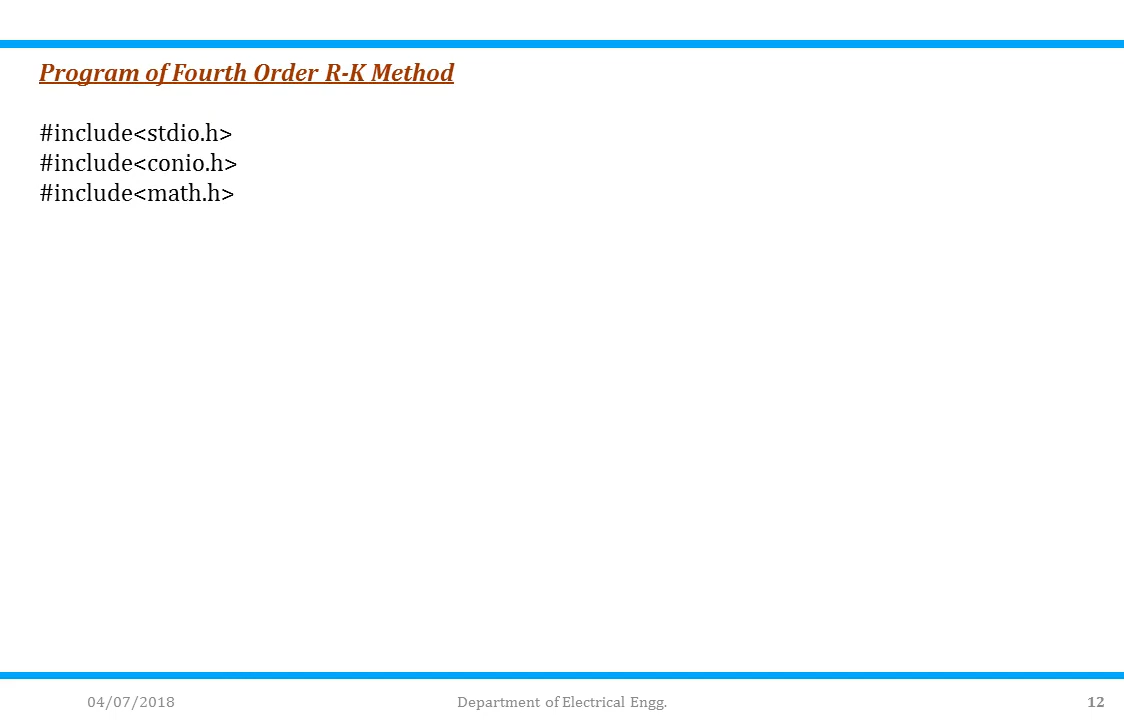 Program of Fourth Order R-K Method
#include<stdio.h>
#include<conio.h>
#include<math.h>
04/07/2018
Department of Electrical Engg.
12